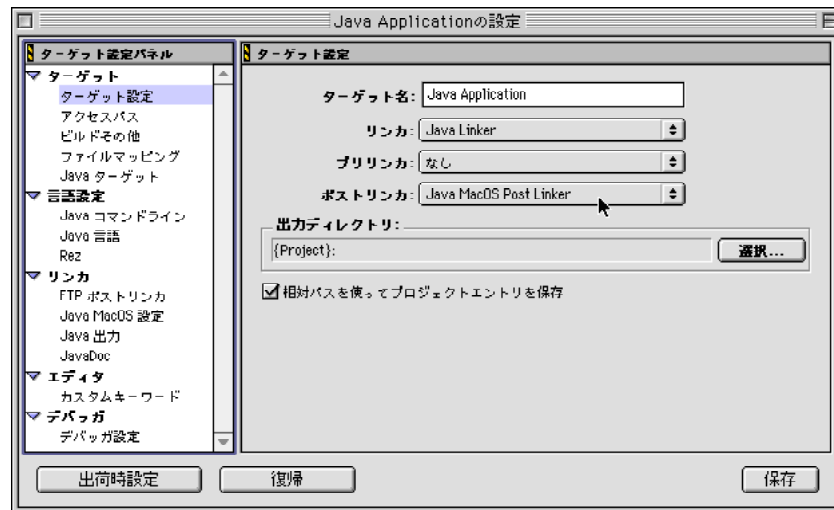 Java Applicationの設定
ターゲット設定パネル
ターゲット
ターゲット設定
アクセスパス
ビルドその他
ファイルマッピング
Java ターゲット
言語設定
Java コマンドライン
Java 言語
Rez
リンカ
FTP ポストリンカ
Java MacOS 設定
Java 出力
JavaDoc
エディタ
カスタムキーワード
デバッガ
デバッガ設定
ターゲット設定
ターゲット名: Java Application
リンカ: Java Linker
プリリンカ: なし
ポストリンカ: Java MacOS Post Linker
出力ディレクトリ:
{Project}:
選択...
相対パスを使ってプロジェクトエントリを保存
出荷時設定
復帰
保存